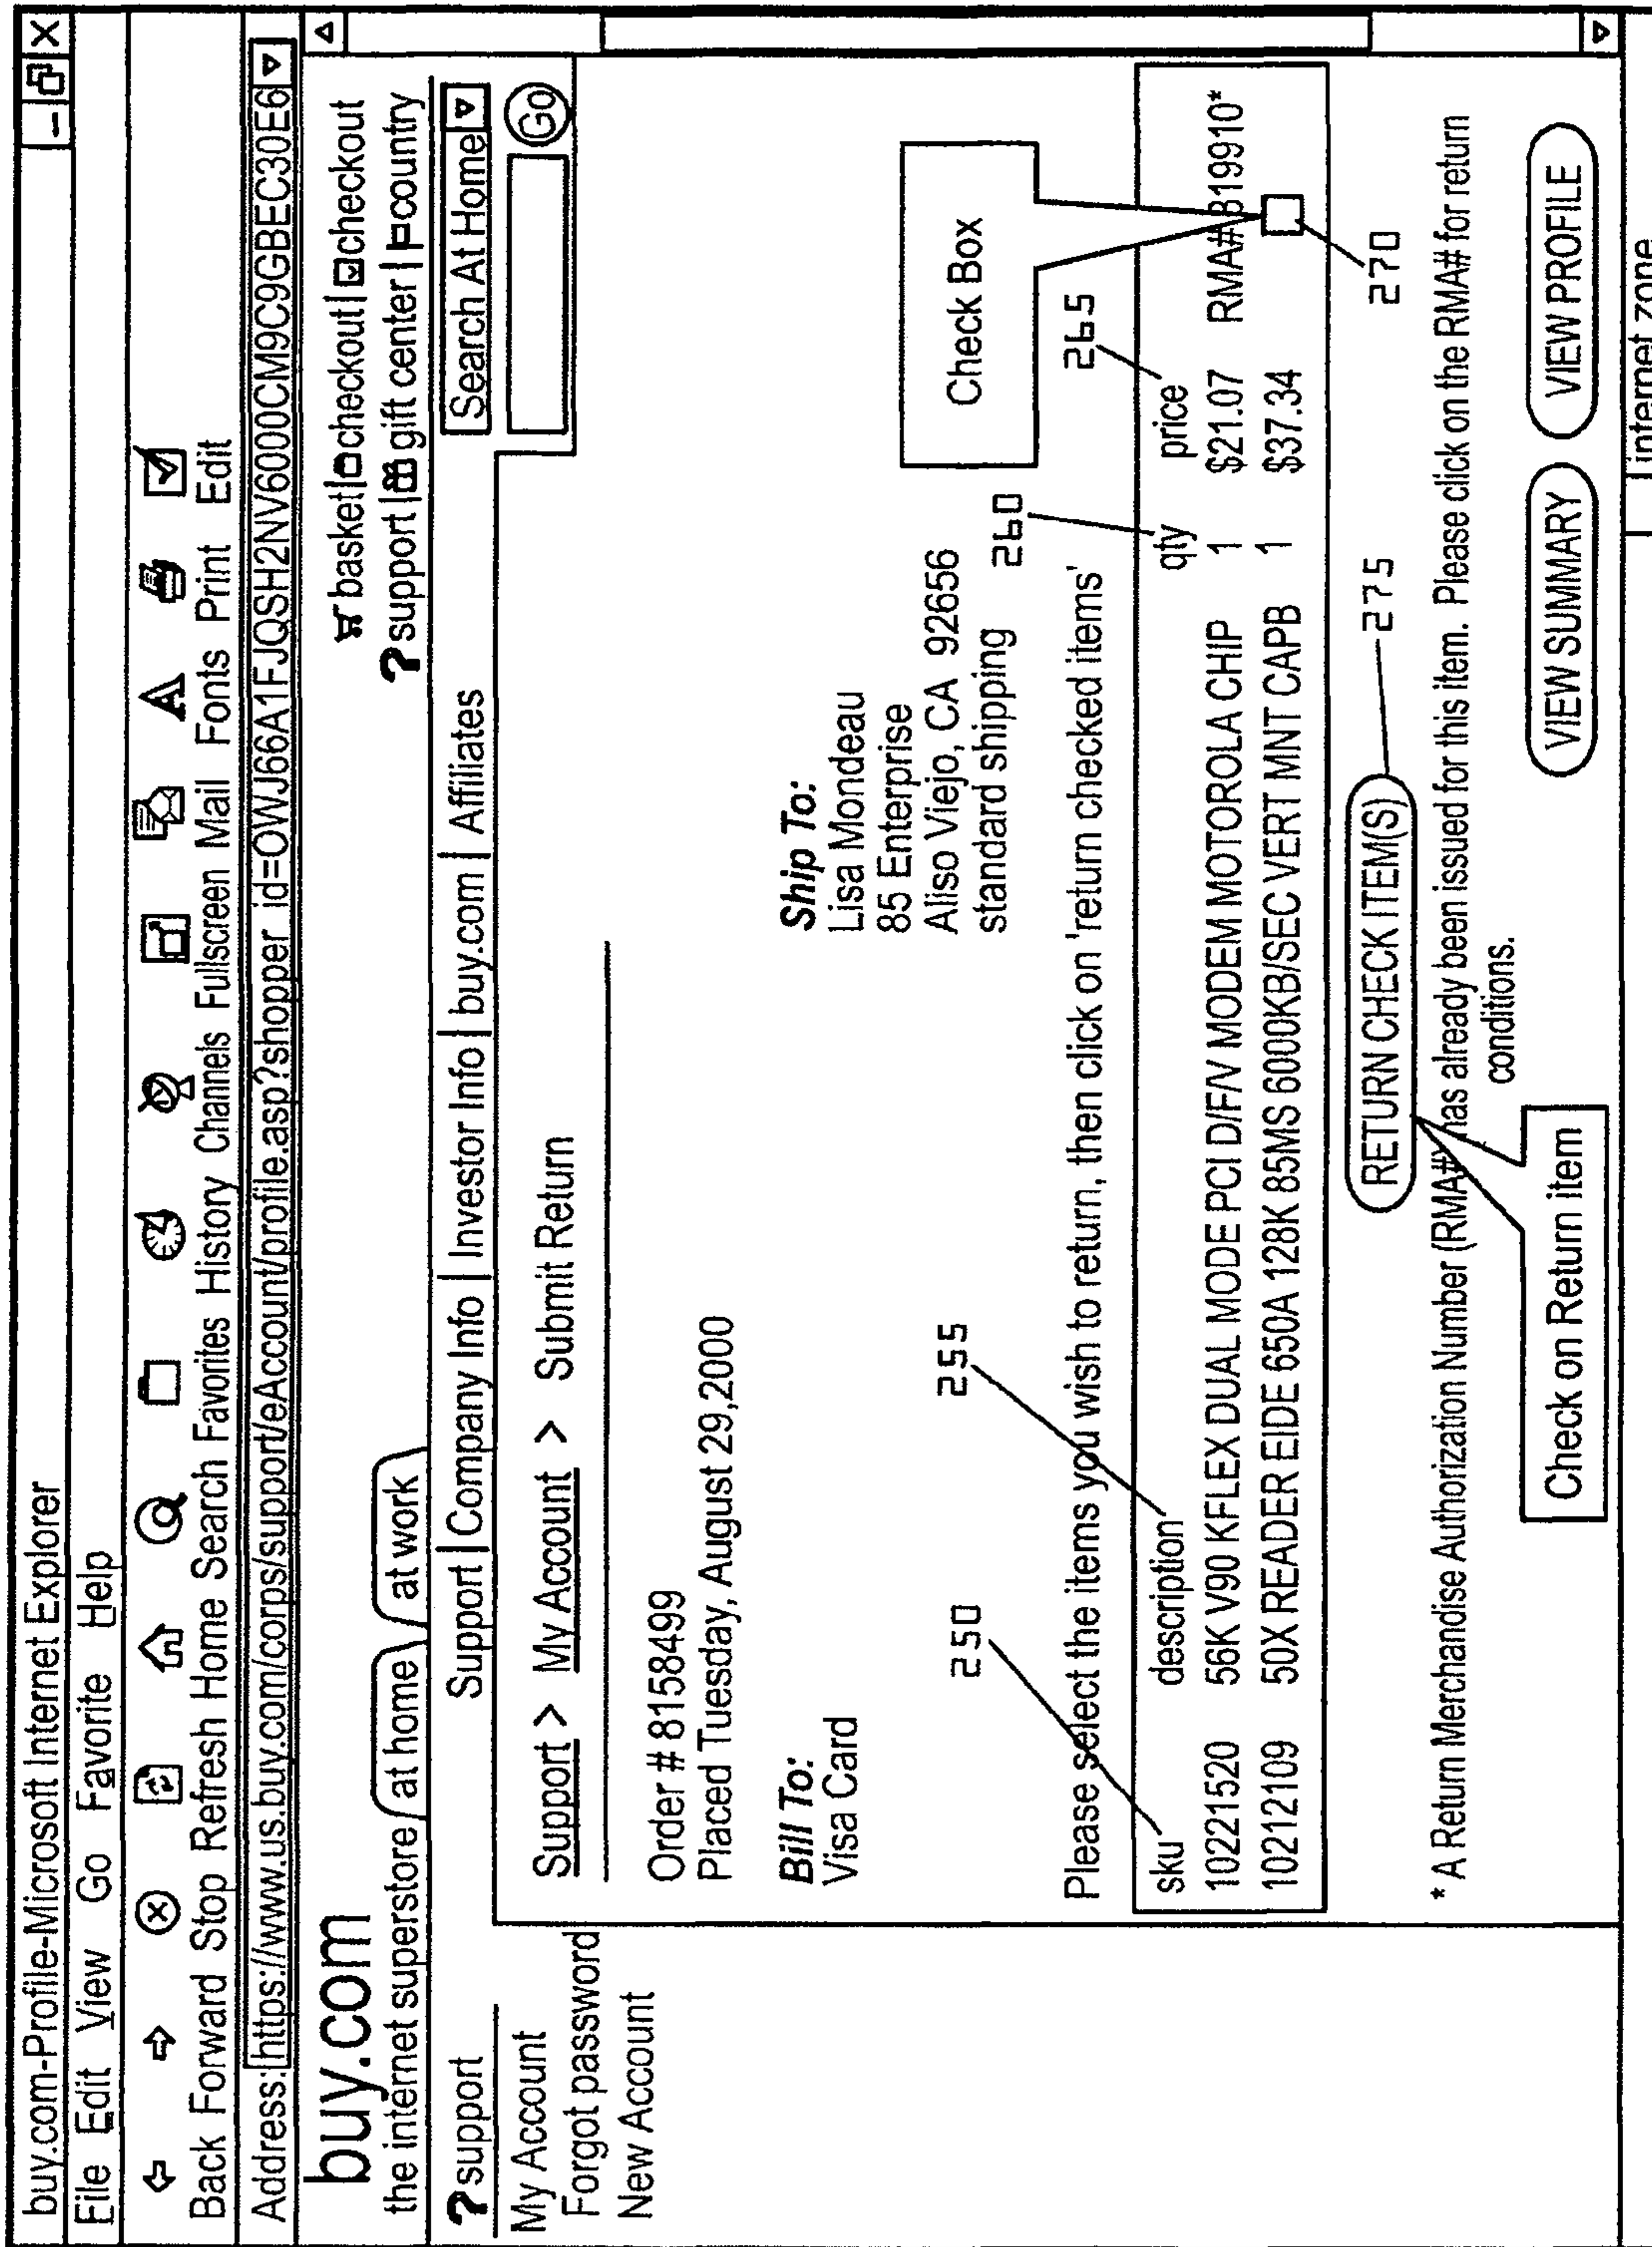 buy.com-Profile-Microsoft Internet Explorer
File Edit View Go Favorite Help
Back Forward Stop Refresh Home Search Favorites History Channels Fullscreen Mail Fonts Print Edit
Address: https://www.us.buy.com/corps/support/eAccount/profile.asp?shopper_id=OWJ66A1FJQSH2NV6000CM9C9GBEC30E6
buy.com
the internet superstore
at home
at work
basket | checkout | checkout
? support | gift center | country
? support
Support | Company Info | Investor Info | buy.com | Affiliates
Search At Home
Go
My Account
Forgot password
New Account
Support > My Account > Submit Return
Order # 8158499
Placed Tuesday, August 29,2000
Bill To:
Visa Card
Ship To:
Lisa Mondeau
85 Enterprise
Aliso Viejo, CA 92656
standard shipping
Check Box
250
255
260
265
Please select the items you wish to return, then click on 'return checked items'
sku description qty price
10221520 56K V90 KFLEX DUAL MODE PCI D/F/V MODEM MOTOROLA CHIP 1 $21.07 RMA# 819910*
10212109 50X READER EIDE 650A 128K 85MS 6000KB/SEC VERT MNT CAPB 1 $37.34
270
RETURN CHECK ITEM(S)
275
* A Return Merchandise Authorization Number (RMA#) has already been issued for this item. Please click on the RMA# for return
conditions.
Check on Return item
VIEW SUMMARY
VIEW PROFILE
Internet zone